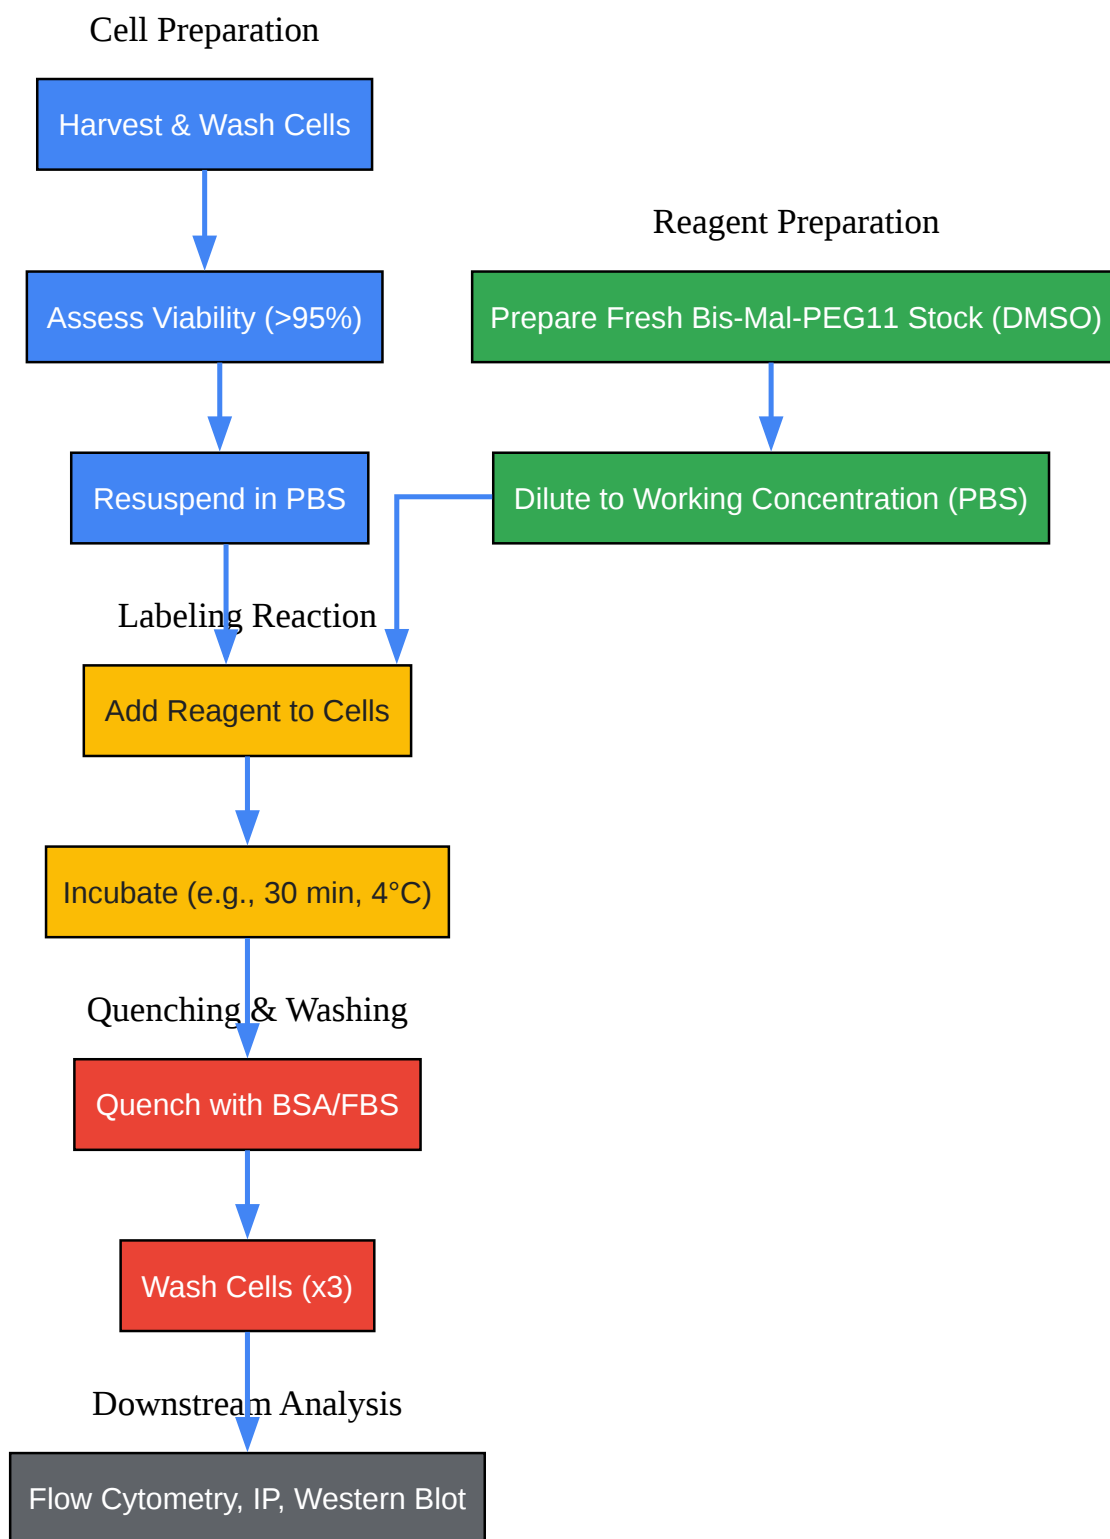 Cell Preparation
Harvest & Wash Cells
Reagent Preparation
Assess Viability (>95%)
Prepare Fresh Bis-Mal-PEG11 Stock (DMSO)
Resuspend in PBS
Dilute to Working Concentration (PBS)
Labeling Reaction
Add Reagent to Cells
Incubate (e.g., 30 min, 4°C)
Quenching & Washing
Quench with BSA/FBS
Wash Cells (x3)
Downstream Analysis
Flow Cytometry, IP, Western Blot